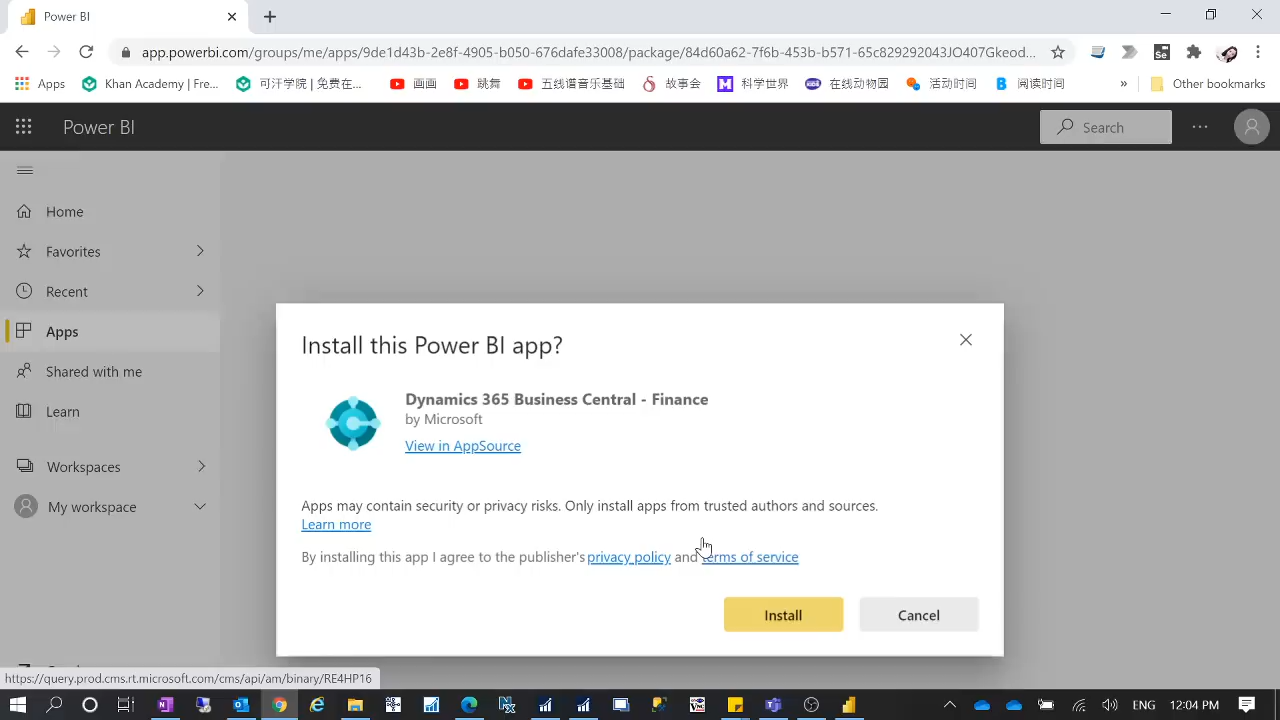 Power BI
app.powerbi.com/groups/me/apps/9de1d43b-2e8f-4905-b050-676dafe33008/package/84d60a62-7f6b-453b-b571-65c829292043JO407Gkeod...
Apps
Khan Academy | Fre...
可汗学院 | 免费在...
画画
跳舞
五线谱音乐基础
故事会
科学世界
在线动物园
活动时间
阅读时间
»
Other bookmarks
Power BI
Search
Home
Favorites
Recent
Apps
Shared with me
Learn
Workspaces
My workspace
Install this Power BI app?
Dynamics 365 Business Central - Finance
by Microsoft
View in AppSource
Apps may contain security or privacy risks. Only install apps from trusted authors and sources.
Learn more
By installing this app I agree to the publisher's privacy policy and terms of service
Install
Cancel
https://query.prod.cms.rt.microsoft.com/cms/api/am/binary/RE4HP16
ENG
12:04 PM